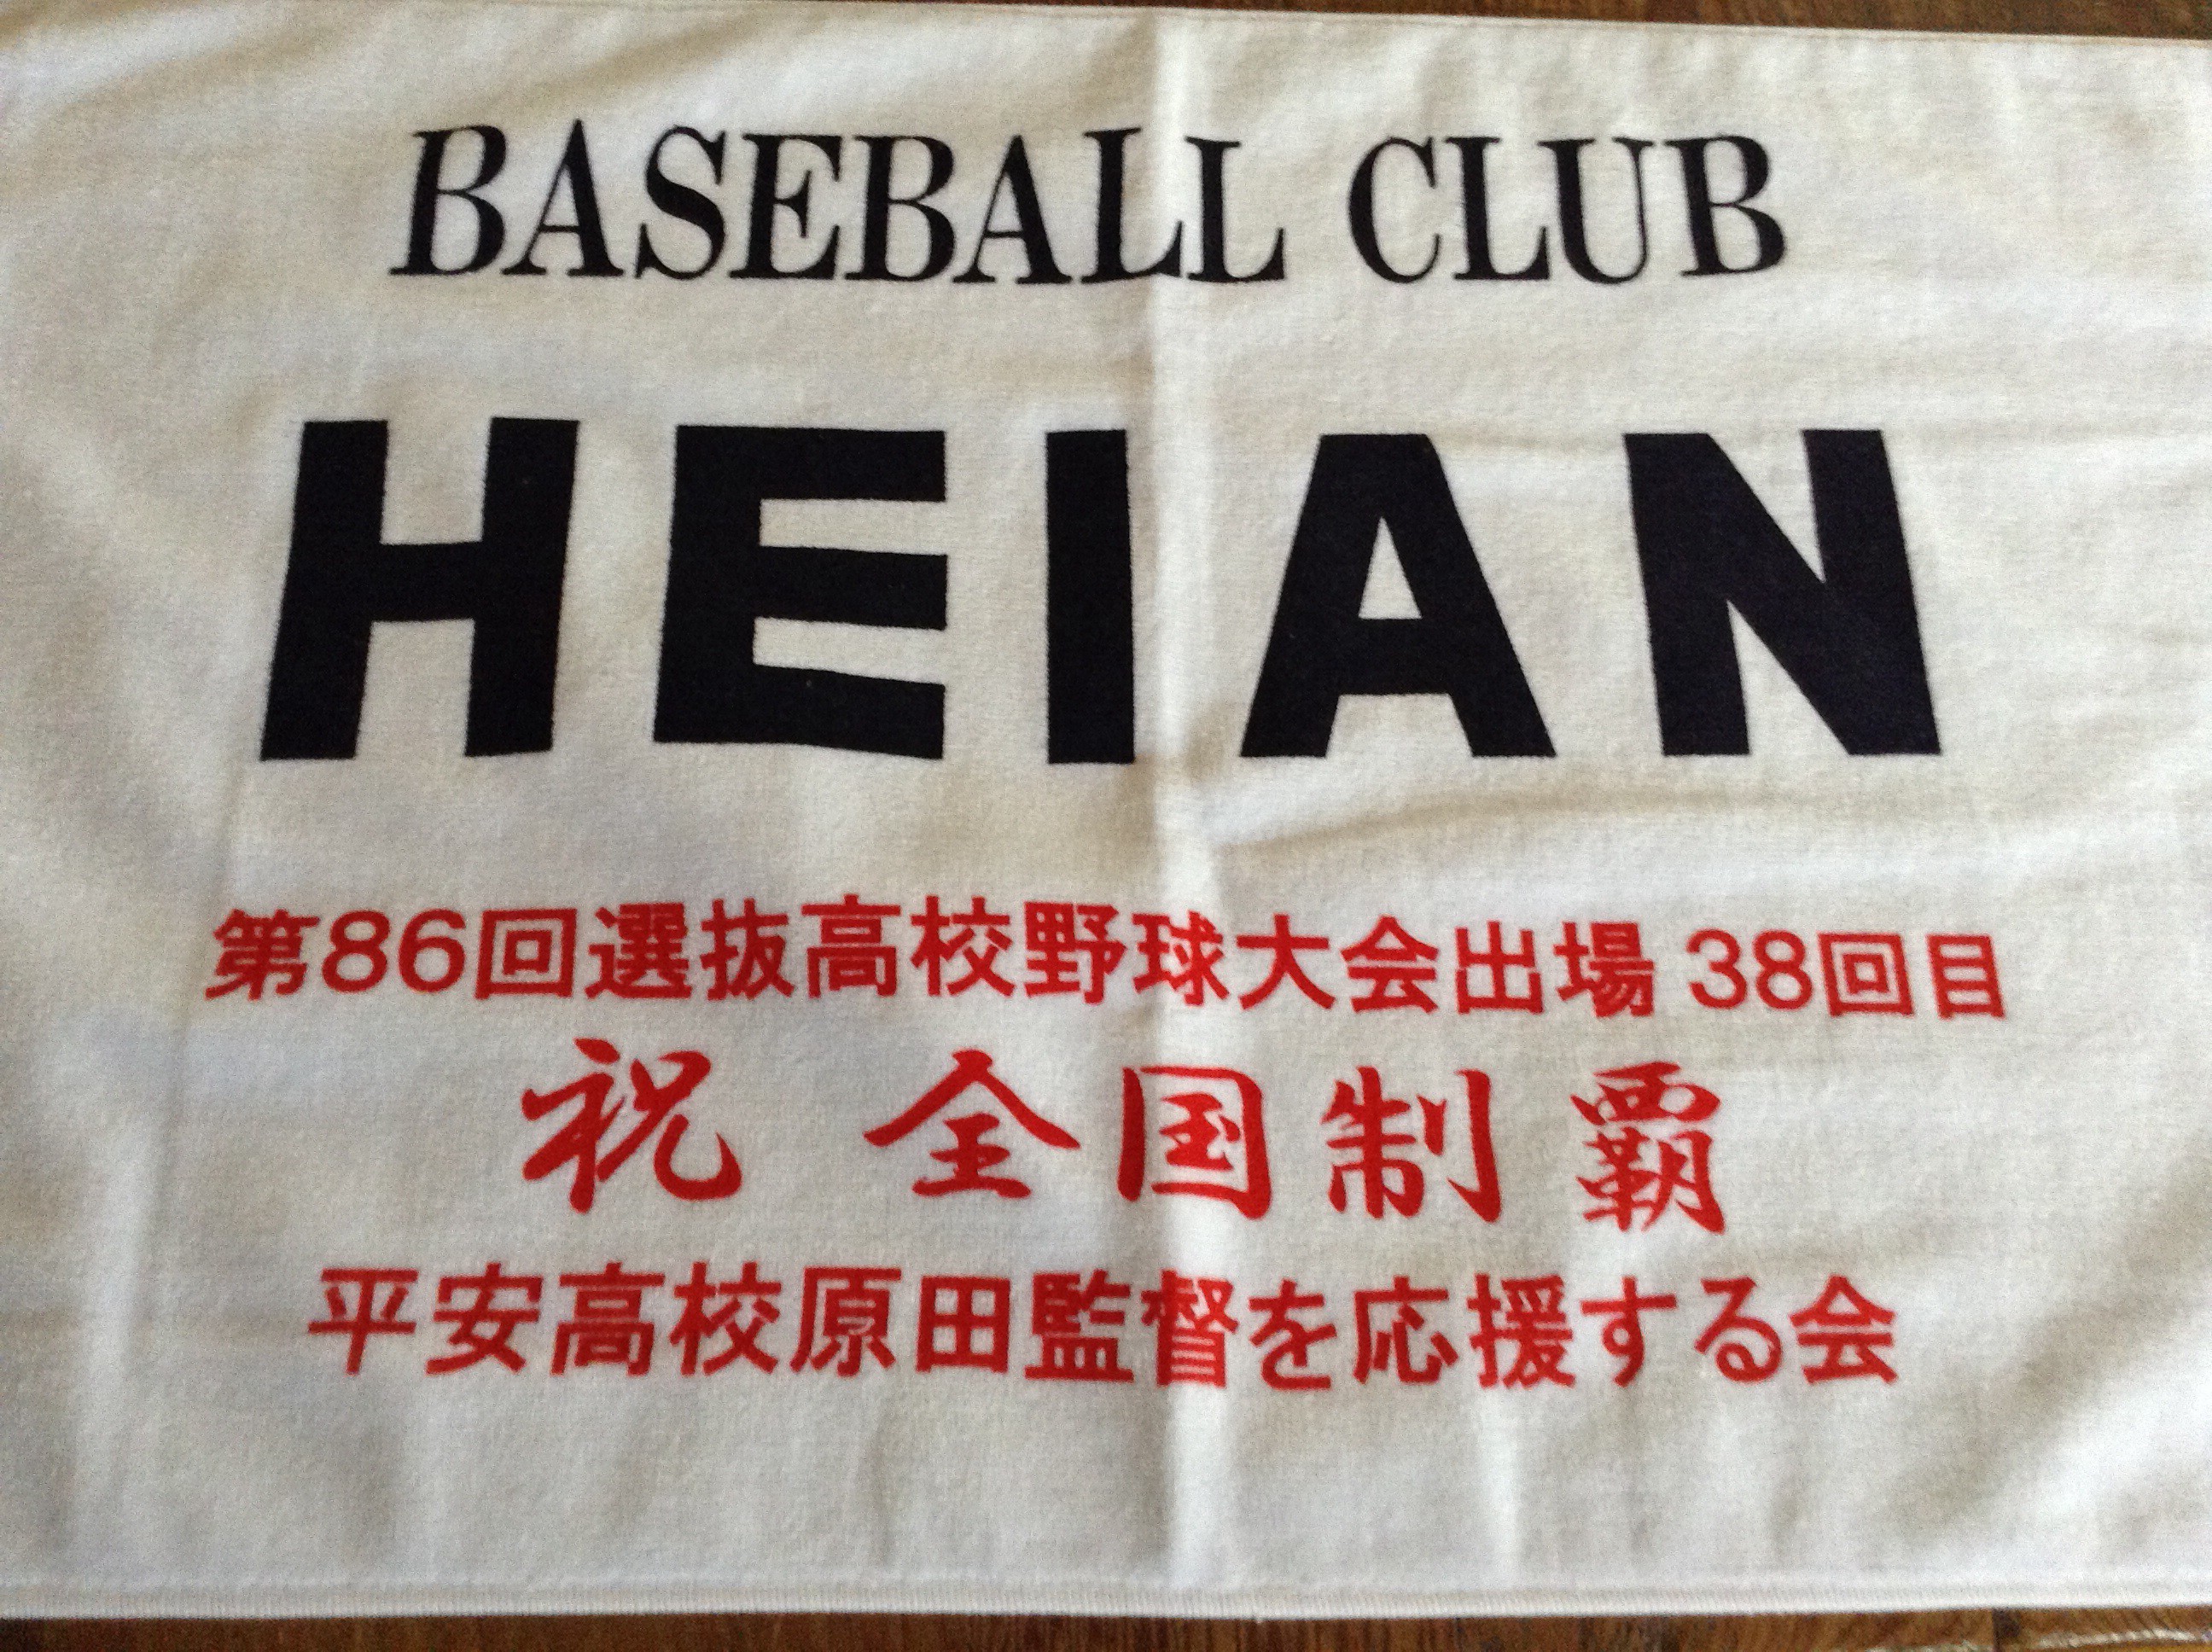 BASEBALL CLUB
HEIAN
第86回選抜高校野球大会出場 38回目
祝 全国制覇
平安高校原田監督を応援する会